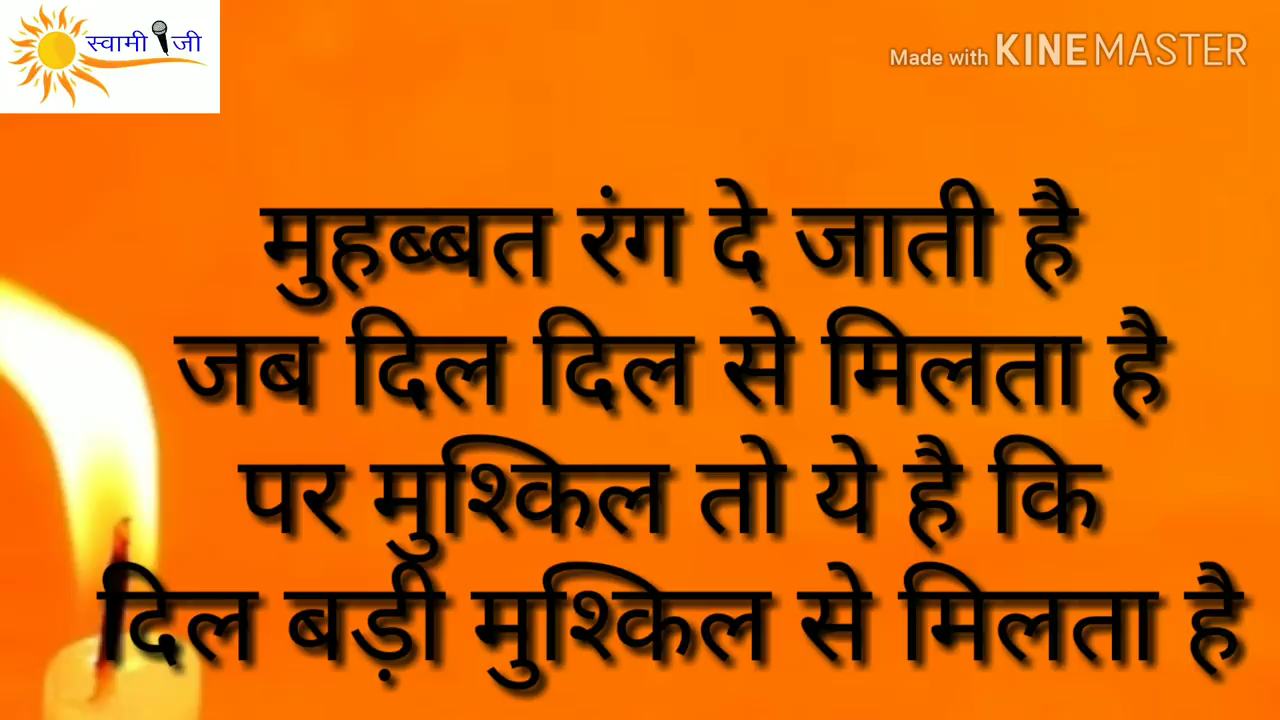 स्वामी जी
Made with KINEMASTER
मुहब्बत रंग दे जाती है
जब दिल दिल से मिलता है
पर मुश्किल तो ये है कि
दिल बड़ी मुश्किल से मिलता है